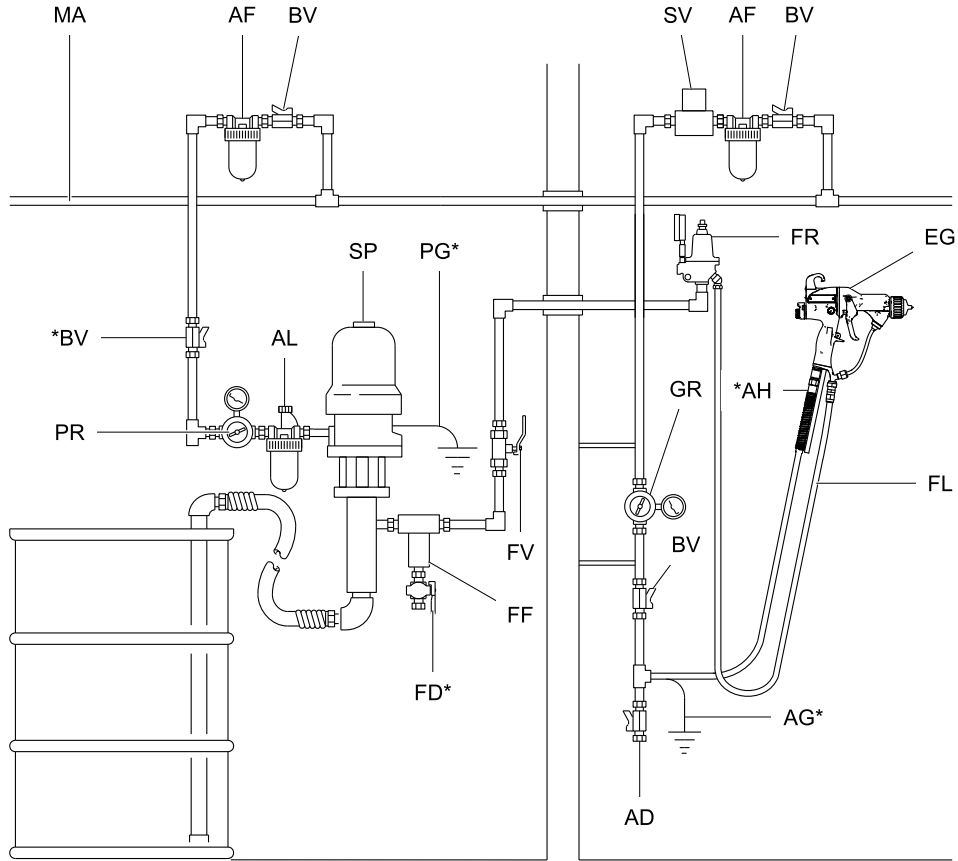 MA AF BV SV AF BV
SP PG* FR EG
*BV AL *AH GR
PR FL
FV BV
FF
FD* AG*
AD